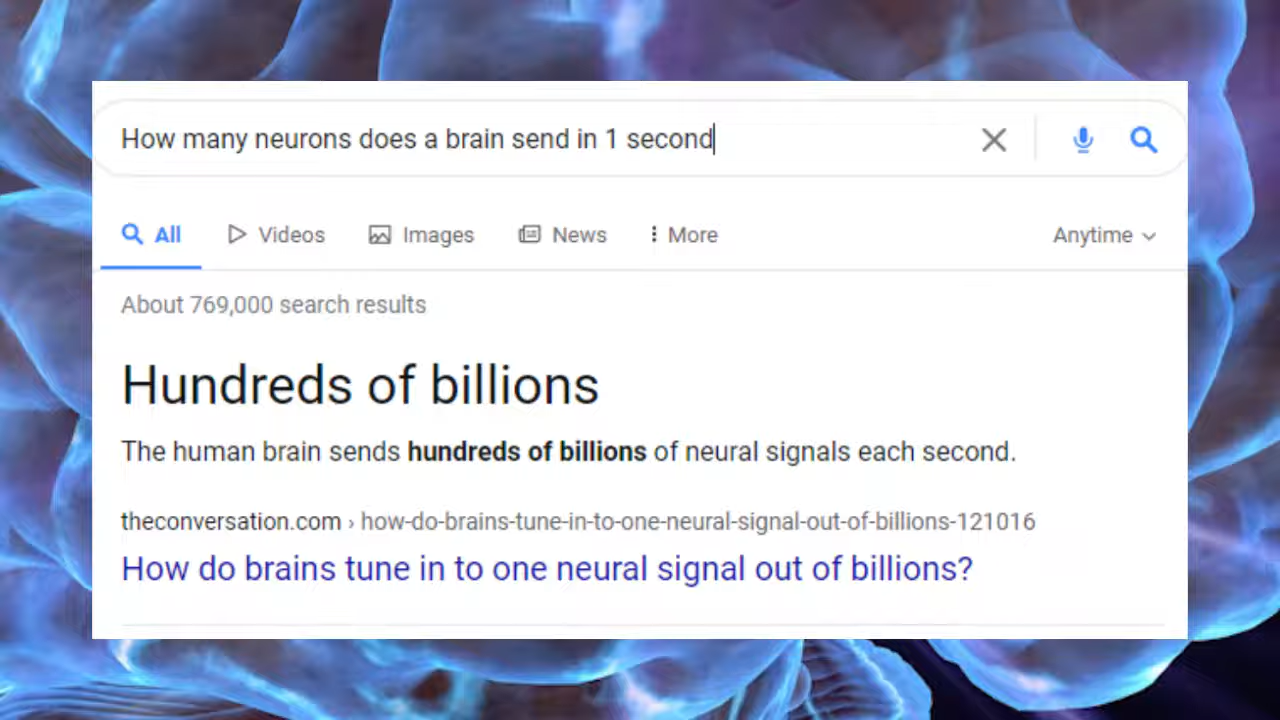 How many neurons does a brain send in 1 second
All Videos Images News More Anytime
About 769,000 search results
Hundreds of billions
The human brain sends hundreds of billions of neural signals each second.
theconversation.com › how-do-brains-tune-in-to-one-neural-signal-out-of-billions-121016
How do brains tune in to one neural signal out of billions?